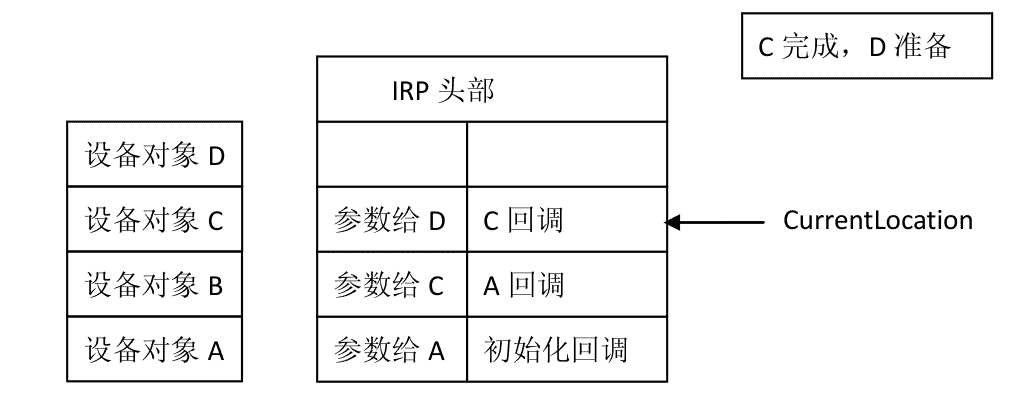 C 完成，D 准备
IRP 头部
设备对象 D
设备对象 C
参数给 D
C 回调
CurrentLocation
设备对象 B
参数给 C
A 回调
设备对象 A
参数给 A
初始化回调